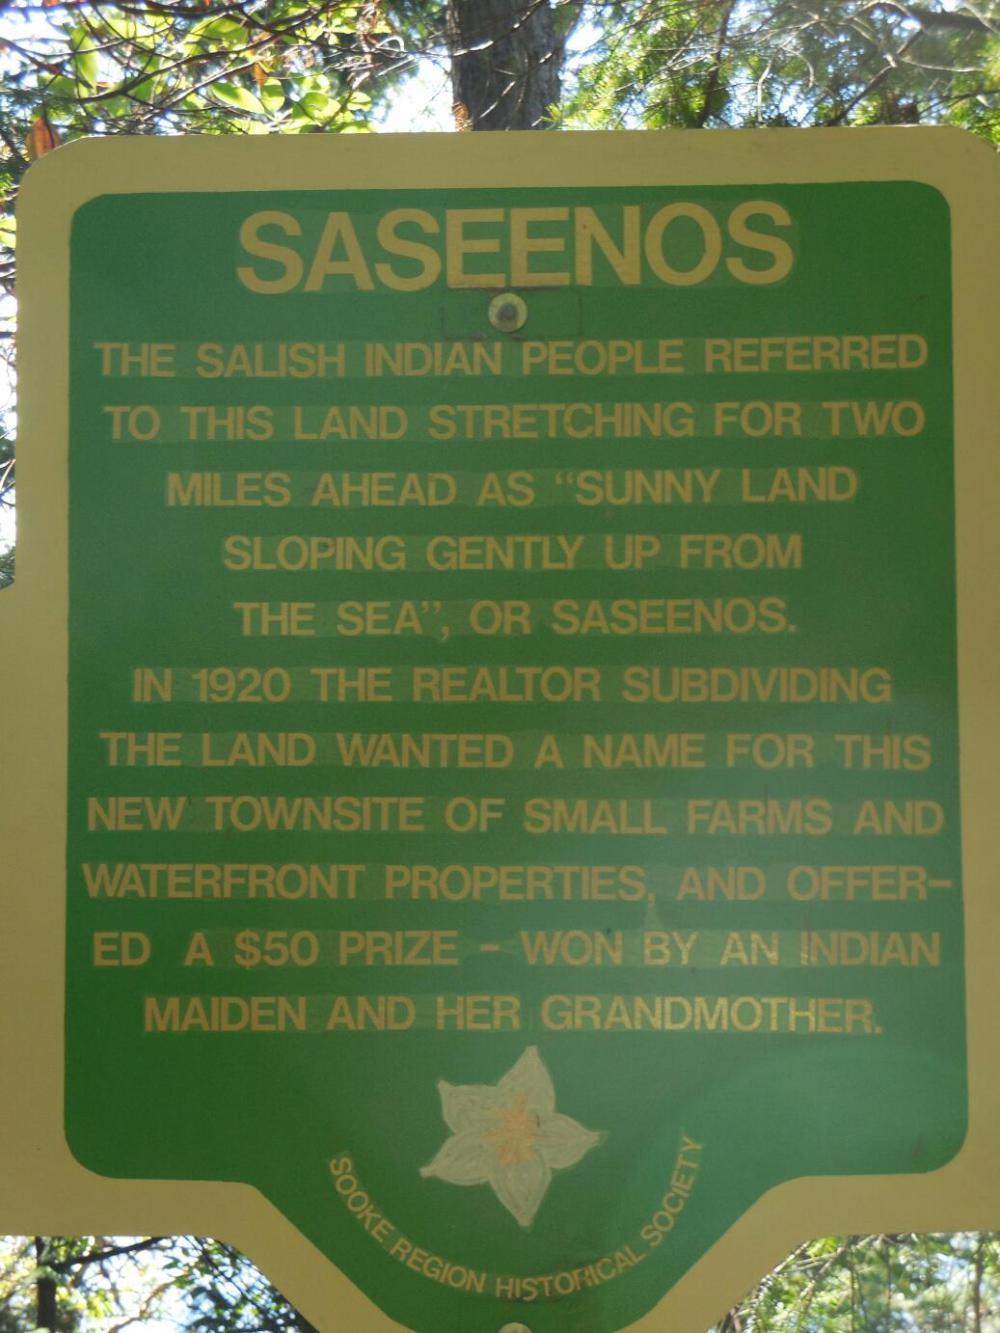 SASEENOS
THE SALISH INDIAN PEOPLE REFERRED
TO THIS LAND STRETCHING FOR TWO
MILES AHEAD AS “SUNNY LAND
SLOPING GENTLY UP FROM
THE SEA”, OR SASEENOS.
IN 1920 THE REALTOR SUBDIVIDING
THE LAND WANTED A NAME FOR THIS
NEW TOWNSITE OF SMALL FARMS AND
WATERFRONT PROPERTIES, AND OFFER-
ED A $50 PRIZE - WON BY AN INDIAN
MAIDEN AND HER GRANDMOTHER.
SOOKE REGION HISTORICAL SOCIETY